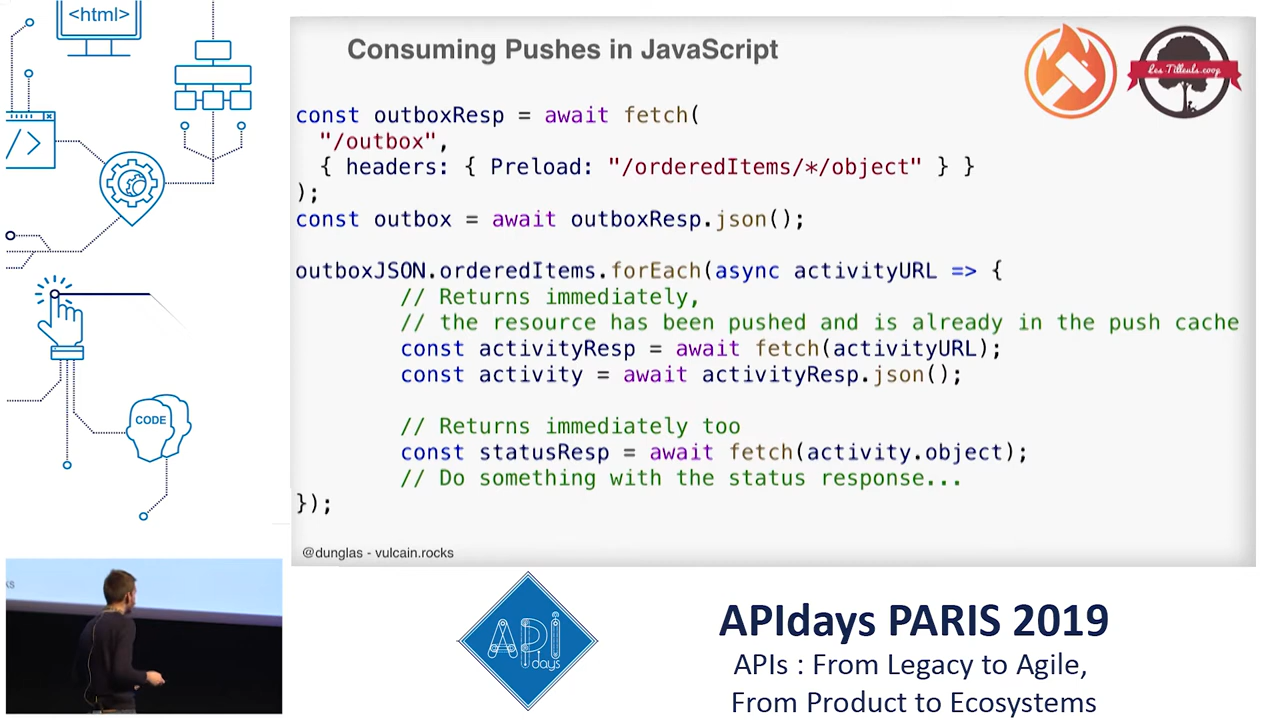 <html>
Consuming Pushes in JavaScript
Les-Tilleuls.coop
const outboxResp = await fetch(
"/outbox",
{ headers: { Preload: "/orderedItems/*/object" } }
);
const outbox = await outboxResp.json();
outboxJSON.orderedItems.forEach(async activityURL => {
// Returns immediately,
// the resource has been pushed and is already in the push cache
const activityResp = await fetch(activityURL);
const activity = await activityResp.json();
// Returns immediately too
const statusResp = await fetch(activity.object);
// Do something with the status response...
});
@dunglas - vulcain.rocks
</>
CODE
ks
API
days
APIdays PARIS 2019
APIs : From Legacy to Agile,
From Product to Ecosystems